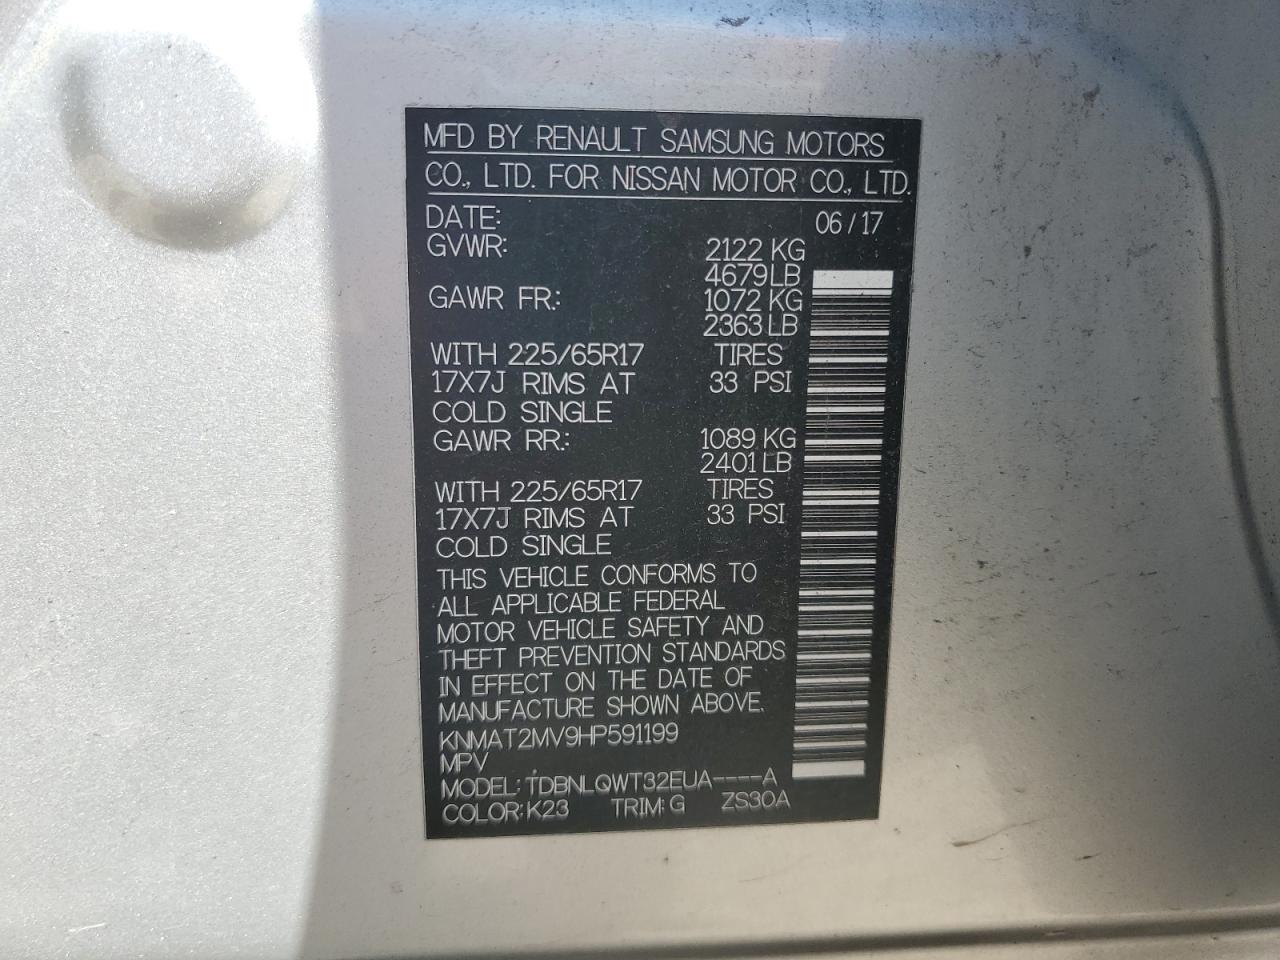 MFD BY RENAULT SAMSUNG MOTORS
CO., LTD. FOR NISSAN MOTOR CO., LTD.
DATE: 06/17
GVWR: 2122 KG
4679 LB
GAWR FR.: 1072 KG
2363 LB
WITH 225/65R17 TIRES
17X7J RIMS AT 33 PSI
COLD SINGLE
GAWR RR.: 1089 KG
2401 LB
WITH 225/65R17 TIRES
17X7J RIMS AT 33 PSI
COLD SINGLE
THIS VEHICLE CONFORMS TO
ALL APPLICABLE FEDERAL
MOTOR VEHICLE SAFETY AND
THEFT PREVENTION STANDARDS
IN EFFECT ON THE DATE OF
MANUFACTURE SHOWN ABOVE.
KNMAT2MV9HP591199
MPV
MODEL: TDBNLQWT32EUA----A
COLOR: K23 TRIM: G ZS30A